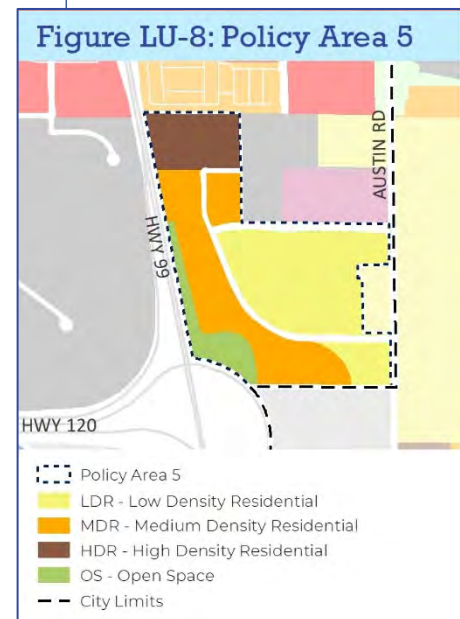 Figure LU-8: Policy Area 5
AUSTIN RD
HWY 99
HWY 120
Policy Area 5
LDR - Low Density Residential
MDR - Medium Density Residential
HDR - High Density Residential
OS - Open Space
City Limits